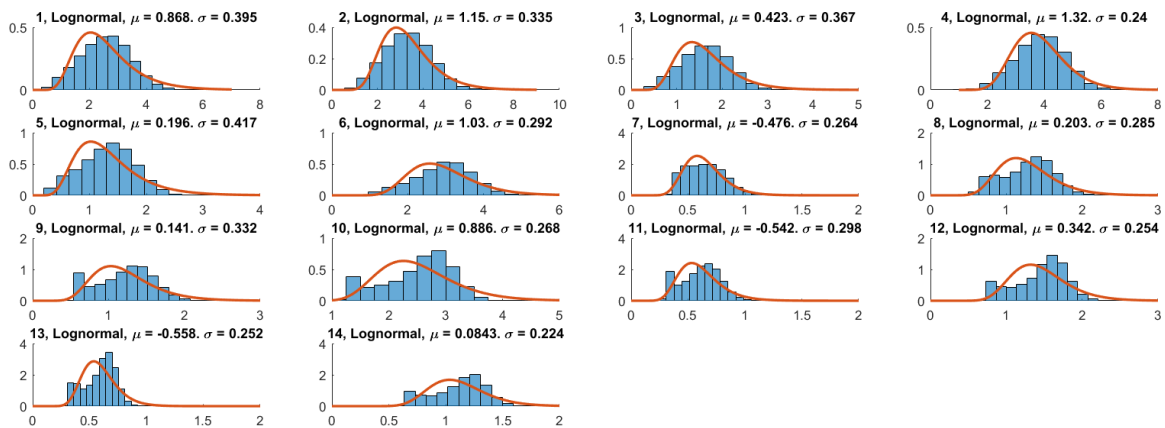 1, Lognormal, μ = 0.868. σ = 0.395
0.5
0
0 2 4 6 8
2, Lognormal, μ = 1.15. σ = 0.335
0.4
0.2
0
0 2 4 6 8 10
3, Lognormal, μ = 0.423. σ = 0.367
1
0.5
0
0 1 2 3 4 5
4, Lognormal, μ = 1.32. σ = 0.24
0.5
0
0 2 4 6 8
5, Lognormal, μ = 0.196. σ = 0.417
1
0.5
0
0 1 2 3 4
6, Lognormal, μ = 1.03. σ = 0.292
1
0.5
0
0 2 4 6
7, Lognormal, μ = -0.476. σ = 0.264
4
2
0
0 0.5 1 1.5 2
8, Lognormal, μ = 0.203. σ = 0.285
2
1
0
0 1 2 3
9, Lognormal, μ = 0.141. σ = 0.332
2
1
0
0 1 2 3
10, Lognormal, μ = 0.886. σ = 0.268
1
0.5
0
1 2 3 4 5
11, Lognormal, μ = -0.542. σ = 0.298
4
2
0
0 0.5 1 1.5 2
12, Lognormal, μ = 0.342. σ = 0.254
2
1
0
0 1 2 3
13, Lognormal, μ = -0.558. σ = 0.252
4
2
0
0 0.5 1 1.5 2
14, Lognormal, μ = 0.0843. σ = 0.224
4
2
0
0 0.5 1 1.5 2